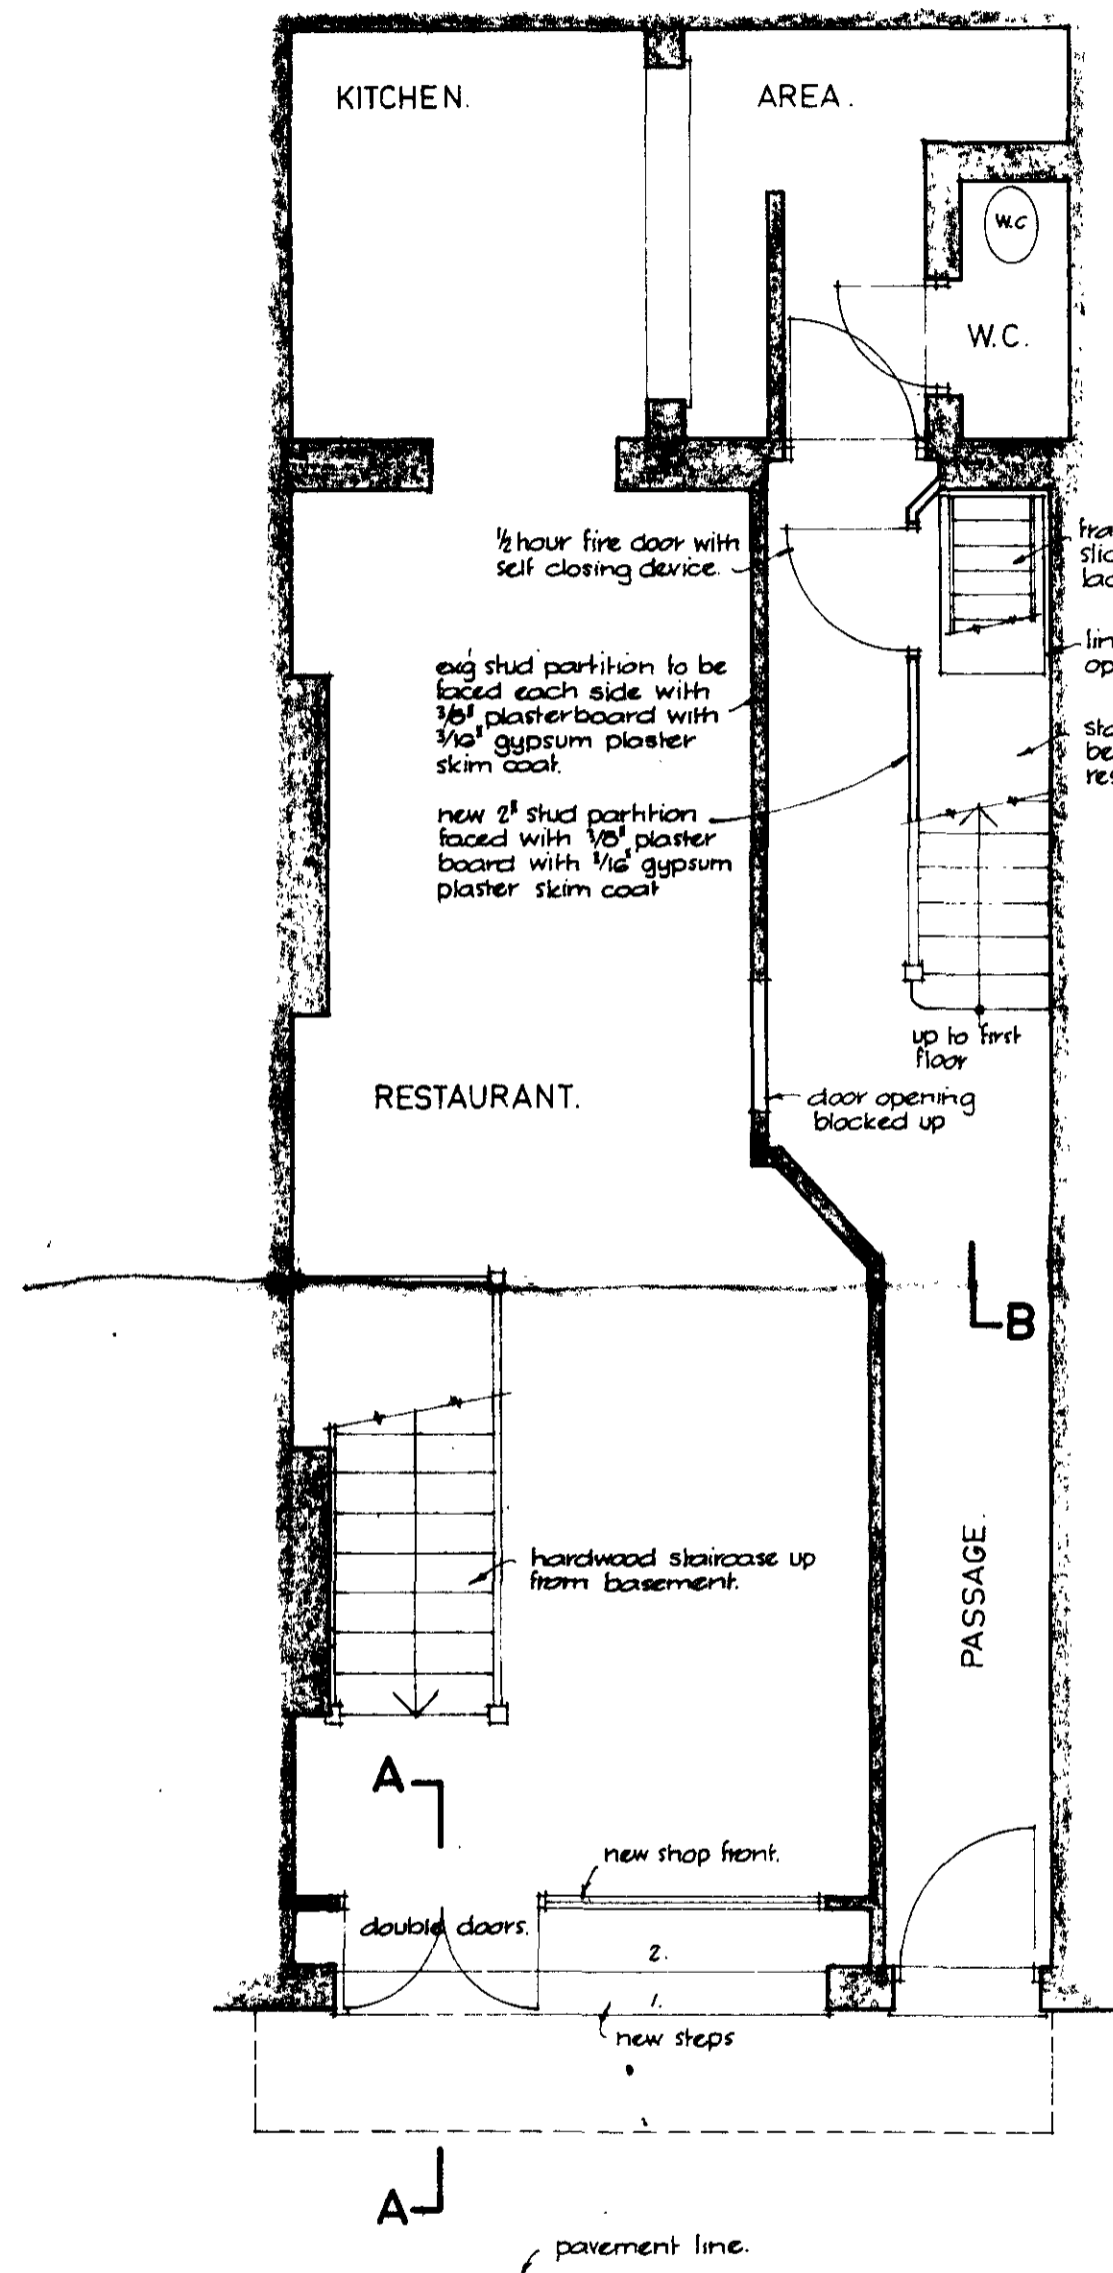 KITCHEN.
AREA.
W.C
W.C.
½ hour fire door with
self closing device.
exg stud partition to be
faced each side with
3/8" plasterboard with
3/16" gypsum plaster
skim coat.
new 2" stud partition
faced with 3/8" plaster
board with 3/16" gypsum
plaster skim coat
up to first
floor
RESTAURANT.
door opening
blocked up
B
hardwood staircase up
from basement.
PASSAGE.
A
new shop front.
double doors.
2.
1.
new steps
A
pavement line.